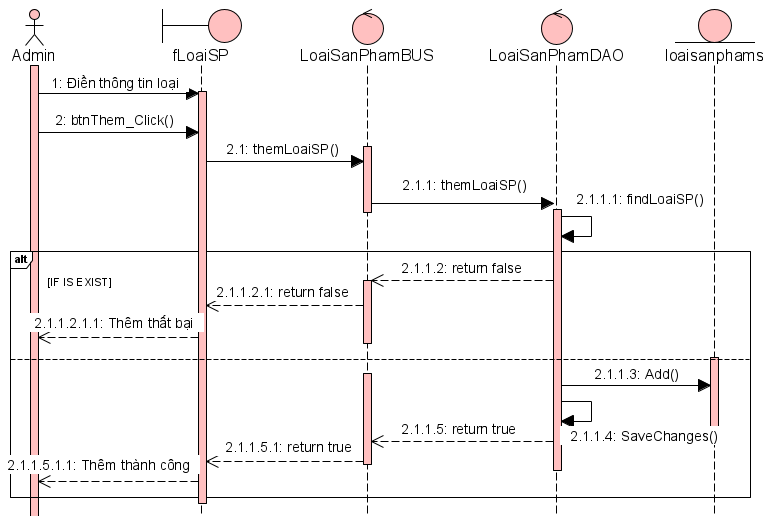 Admin
fLoaiSP
LoaiSanPhamBUS
LoaiSanPhamDAO
loaisanphams
1: Điền thông tin loại
2: btnThem_Click()
2.1: themLoaiSP()
2.1.1: themLoaiSP()
2.1.1.1: findLoaiSP()
alt
[IF IS EXIST]
2.1.1.2: return false
2.1.1.2.1: return false
2.1.1.2.1.1: Thêm thất bại
2.1.1.3: Add()
2.1.1.4: SaveChanges()
2.1.1.5: return true
2.1.1.5.1: return true
2.1.1.5.1.1: Thêm thành công